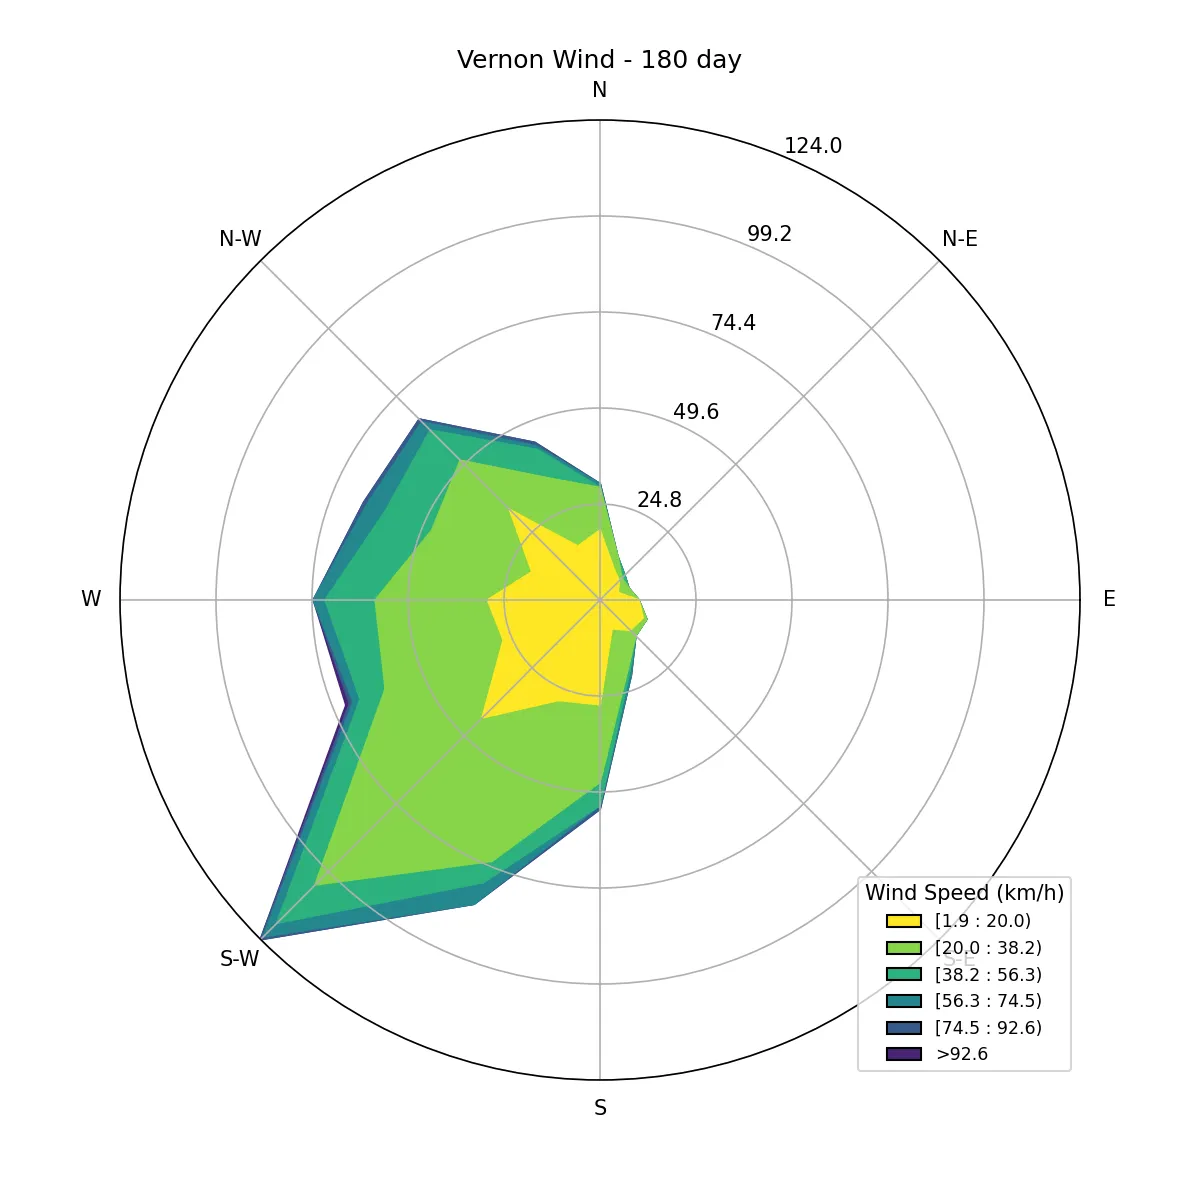 Vernon Wind - 180 day
N
124.0
99.2
N-W
N-E
74.4
49.6
24.8
W
E
S-W
S-E
S
Wind Speed (km/h)
[1.9 : 20.0)
[20.0 : 38.2)
[38.2 : 56.3)
[56.3 : 74.5)
[74.5 : 92.6)
>92.6